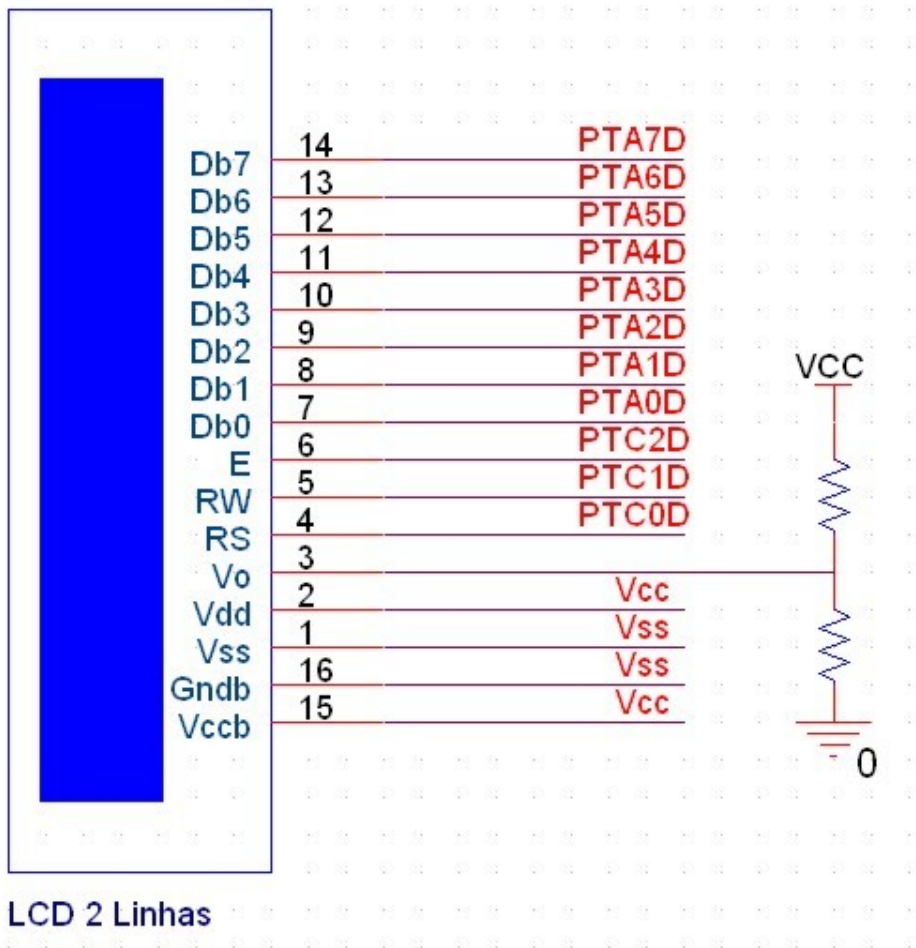 Db7 14 PTA7D
Db6 13 PTA6D
Db5 12 PTA5D
Db4 11 PTA4D
Db3 10 PTA3D
Db2 9 PTA2D
Db1 8 PTA1D
Db0 7 PTA0D
E 6 PTC2D
RW 5 PTC1D
RS 4 PTC0D
Vo 3
Vdd 2 Vcc
Vss 1 Vss
Gndb 16 Vss
Vccb 15 Vcc
VCC
0
LCD 2 Linhas